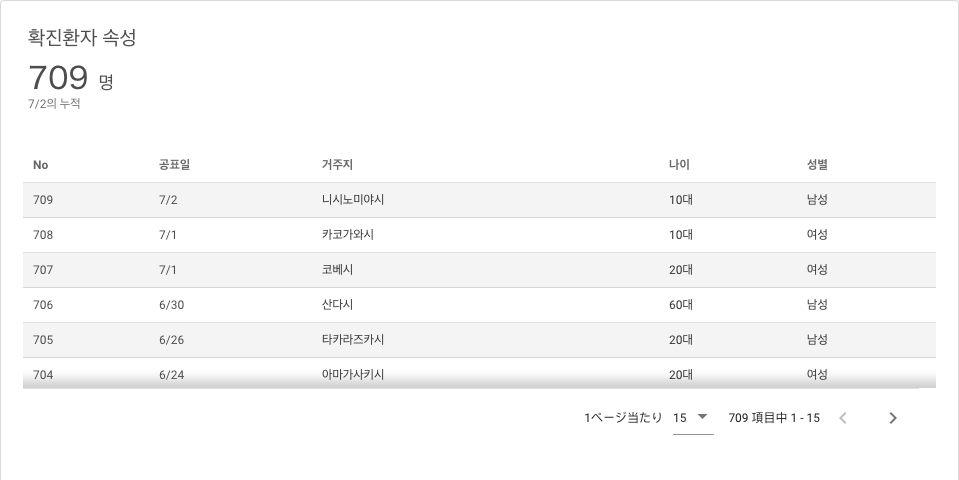 확진환자 속성
709 명
7/2의 누적
No 공표일 거주지 나이 성별
709 7/2 니시노미야시 10대 남성
708 7/1 카코가와시 10대 여성
707 7/1 코베시 20대 여성
706 6/30 산다시 60대 남성
705 6/26 타카라즈카시 20대 남성
704 6/24 아마가사키시 20대 여성
1ページ当たり 15 709 項目中 1 - 15